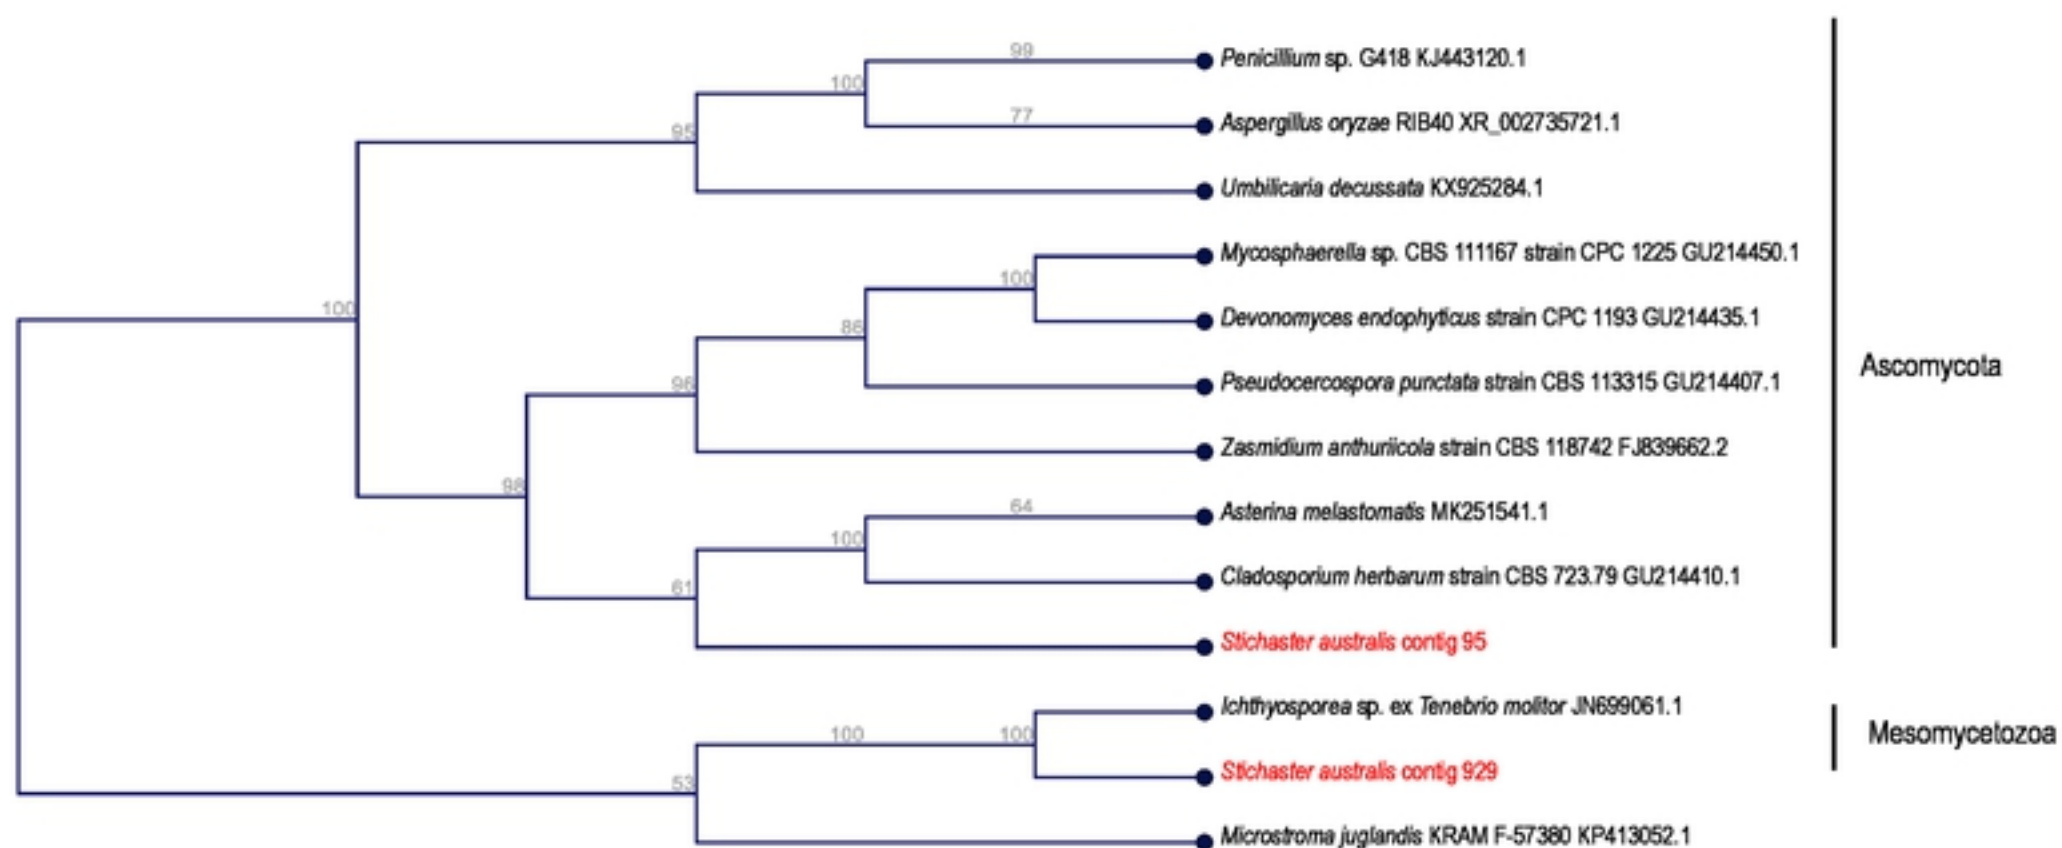 99
Penicillium sp. G418 KJ443120.1
100
77
Aspergillus oryzae RIB40 XR_002735721.1
95
Umbilicaria decussata KX925284.1
Mycosphaerella sp. CBS 111167 strain CPC 1225 GU214450.1
100
100
Devonomyces endophyticus strain CPC 1193 GU214435.1
86
Ascomycota
96
Pseudocercospora punctata strain CBS 113315 GU214407.1
Zasmidium anthuriicola strain CBS 118742 FJ839662.2
98
64
Asterina melastomatis MK251541.1
100
61
Cladosporium herbarum strain CBS 723.79 GU214410.1
Stichaster australis contig 95
Ichthyosporea sp. ex Tenebrio molitor JN699061.1
100
100
Mesomycetozoa
Stichaster australis contig 929
53
Microstroma juglandis KRAM F-57380 KP413052.1